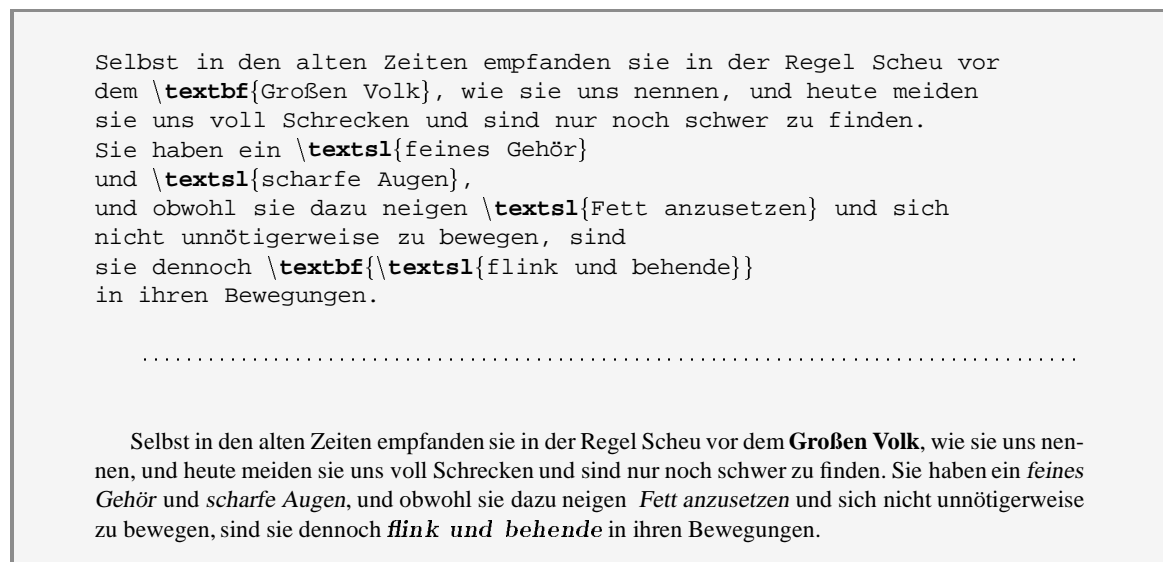 Selbst in den alten Zeiten empfanden sie in der Regel Scheu vor
dem \textbf{Großen Volk}, wie sie uns nennen, und heute meiden
sie uns voll Schrecken und sind nur noch schwer zu finden.
Sie haben ein \textsl{feines Gehör}
und \textsl{scharfe Augen},
und obwohl sie dazu neigen \textsl{Fett anzusetzen} und sich
nicht unnötigerweise zu bewegen, sind
sie dennoch \textbf{\textsl{flink und behende}}
in ihren Bewegungen.
Selbst in den alten Zeiten empfanden sie in der Regel Scheu vor dem Großen Volk, wie sie uns nen-
nen, und heute meiden sie uns voll Schrecken und sind nur noch schwer zu finden. Sie haben ein feines
Gehör und scharfe Augen, und obwohl sie dazu neigen Fett anzusetzen und sich nicht unnötigerweise
zu bewegen, sind sie dennoch flink und behende in ihren Bewegungen.